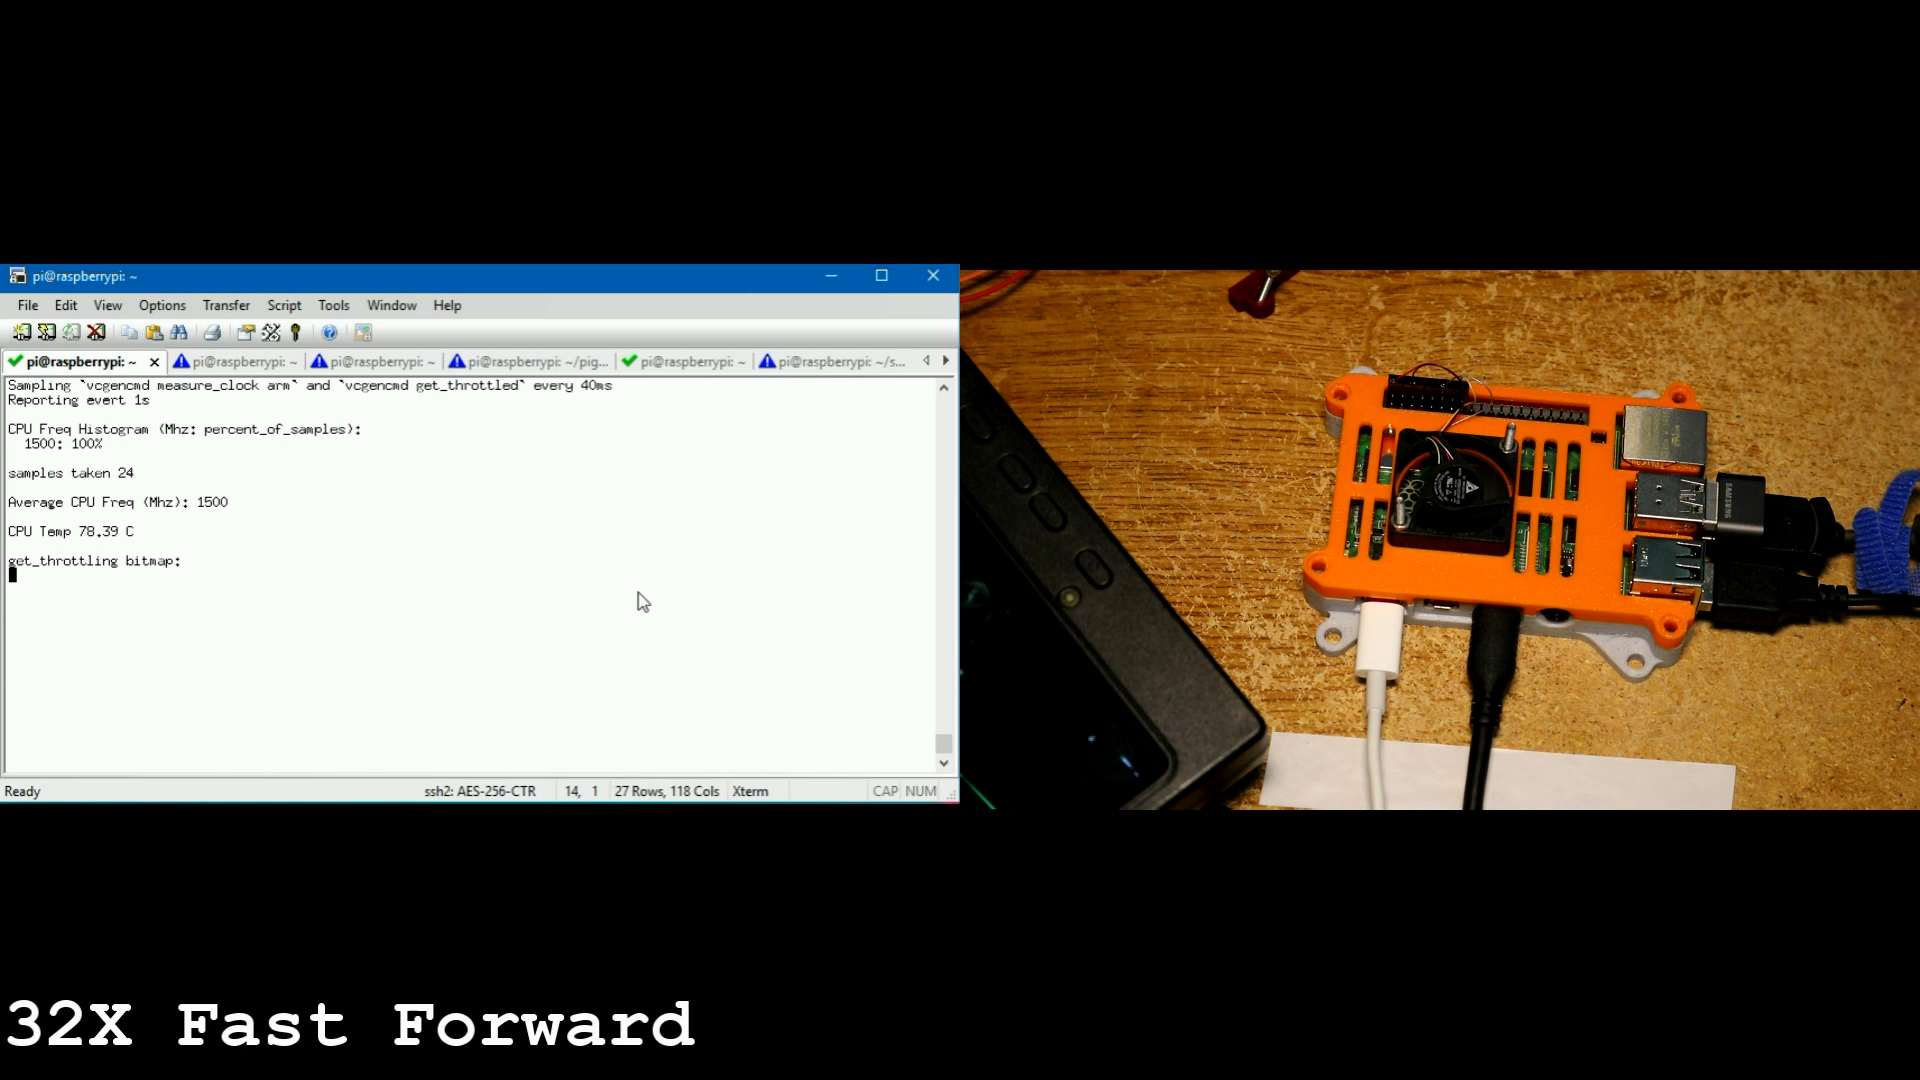 pi@raspberrypi: ~
File Edit View Options Transfer Script Tools Window Help
pi@raspberrypi: ~ pi@raspberrypi: ~ pi@raspberrypi: ~ pi@raspberrypi: ~/pig... pi@raspberrypi: ~ pi@raspberrypi: ~/s...
Sampling `vcgencmd measure_clock arm` and `vcgencmd get_throttled` every 40ms
Reporting evert 1s
CPU Freq Histogram (Mhz: percent_of_samples):
1500: 100%
samples taken 24
Average CPU Freq (Mhz): 1500
CPU Temp 78.39 C
get_throttling bitmap:
Ready ssh2: AES-256-CTR 14, 1 27 Rows, 118 Cols Xterm CAP NUM
SAMSUNG
32X Fast Forward